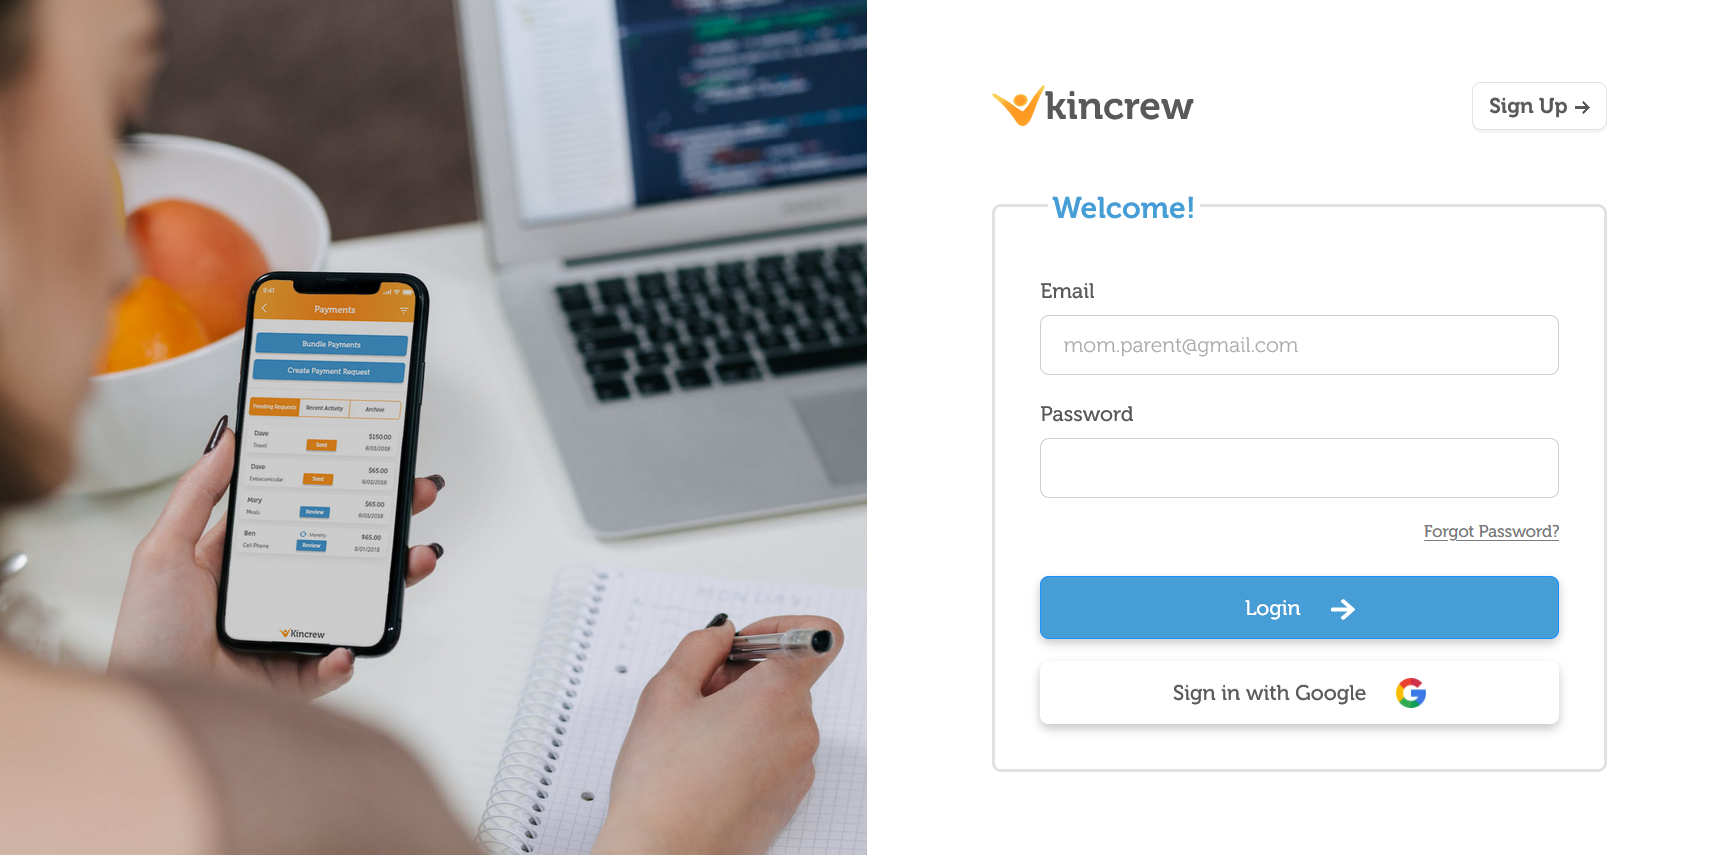 9:41
Payments
Bundle Payments
Create Payment Request
Pending Requests Recent Activity Archive
Dave $150.00
Travel Sent 8/01/2018
Dave $65.00
Extracurricular Sent 8/01/2018
Mary $65.00
Meals Review 8/01/2018
Ben Monthly $65.00
Cell Phone Review 8/01/2018
Kincrew
MONDAY
kincrew
Sign Up →
Welcome!
Email
mom.parent@gmail.com
Password
Forgot Password?
Login →
Sign in with Google